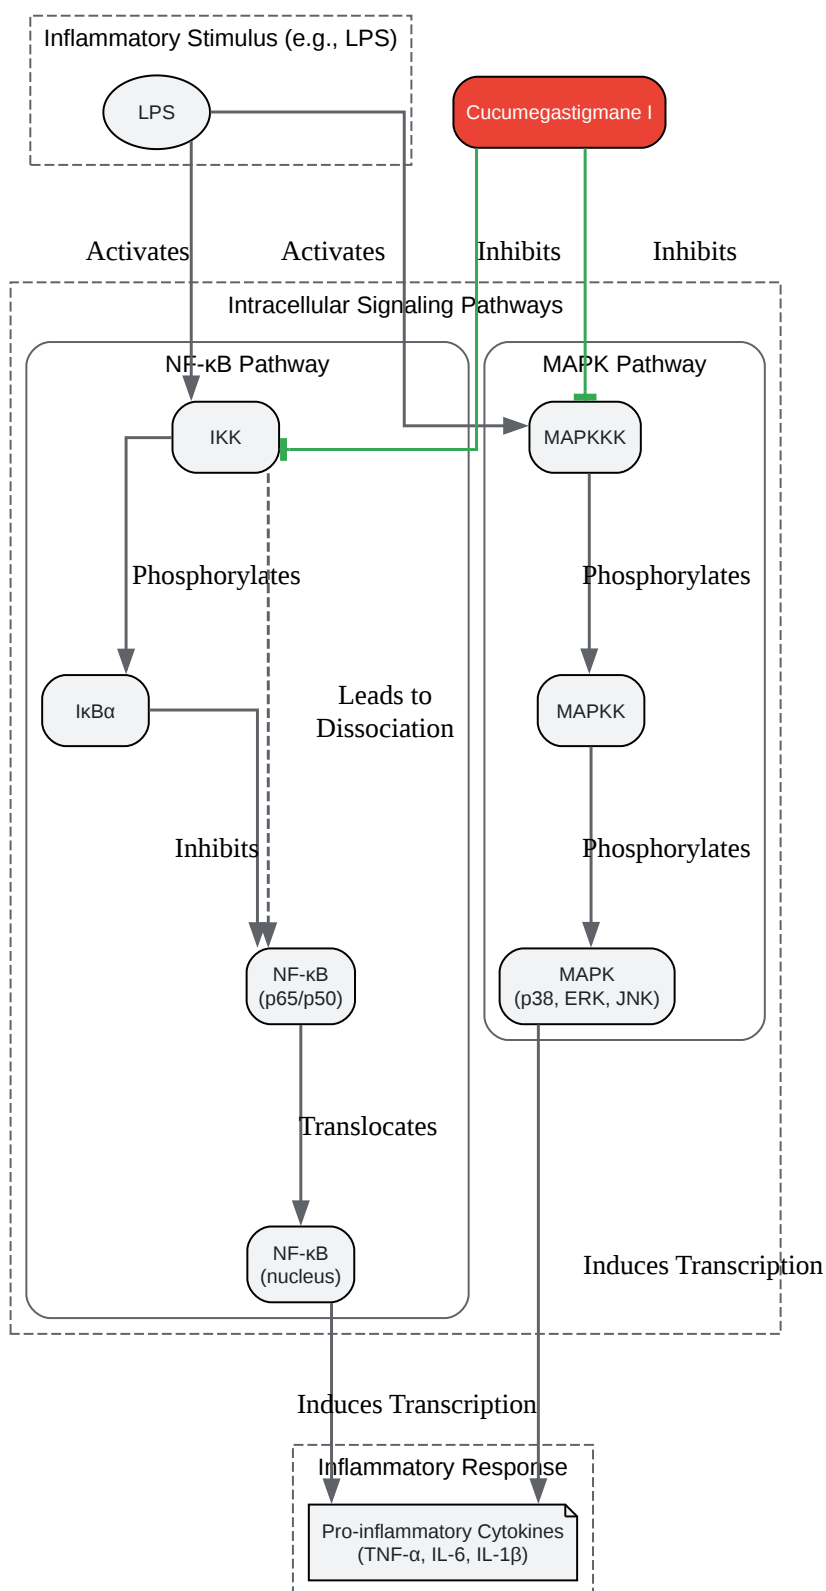 Inflammatory Stimulus (e.g., LPS)
LPS
Cucumegastigmane I
Activates
Activates
Inhibits
Inhibits
Intracellular Signaling Pathways
NF-κB Pathway
MAPK Pathway
IKK
MAPKKK
Phosphorylates
Phosphorylates
IκBα
Leads to
Dissociation
MAPKK
Inhibits
Phosphorylates
NF-κB
(p65/p50)
MAPK
(p38, ERK, JNK)
Translocates
NF-κB
(nucleus)
Induces Transcription
Induces Transcription
Inflammatory Response
Pro-inflammatory Cytokines
(TNF-α, IL-6, IL-1β)